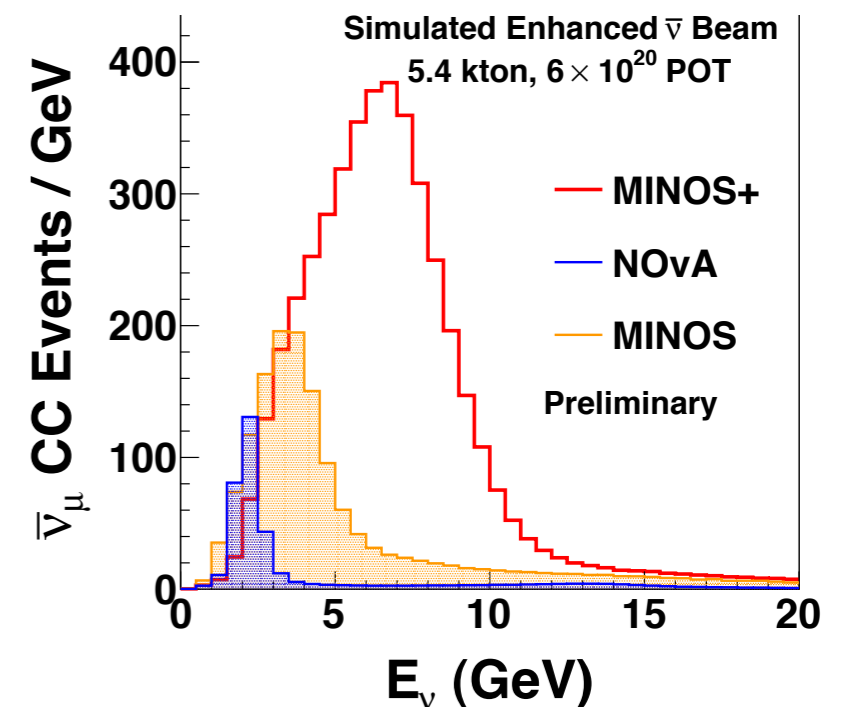 Simulated Enhanced ν̅ Beam
5.4 kton, 6 × 10²⁰ POT
400
300
200
100
0
MINOS+
NOvA
MINOS
Preliminary
ν̅μ CC Events / GeV
0 5 10 15 20
Eν (GeV)